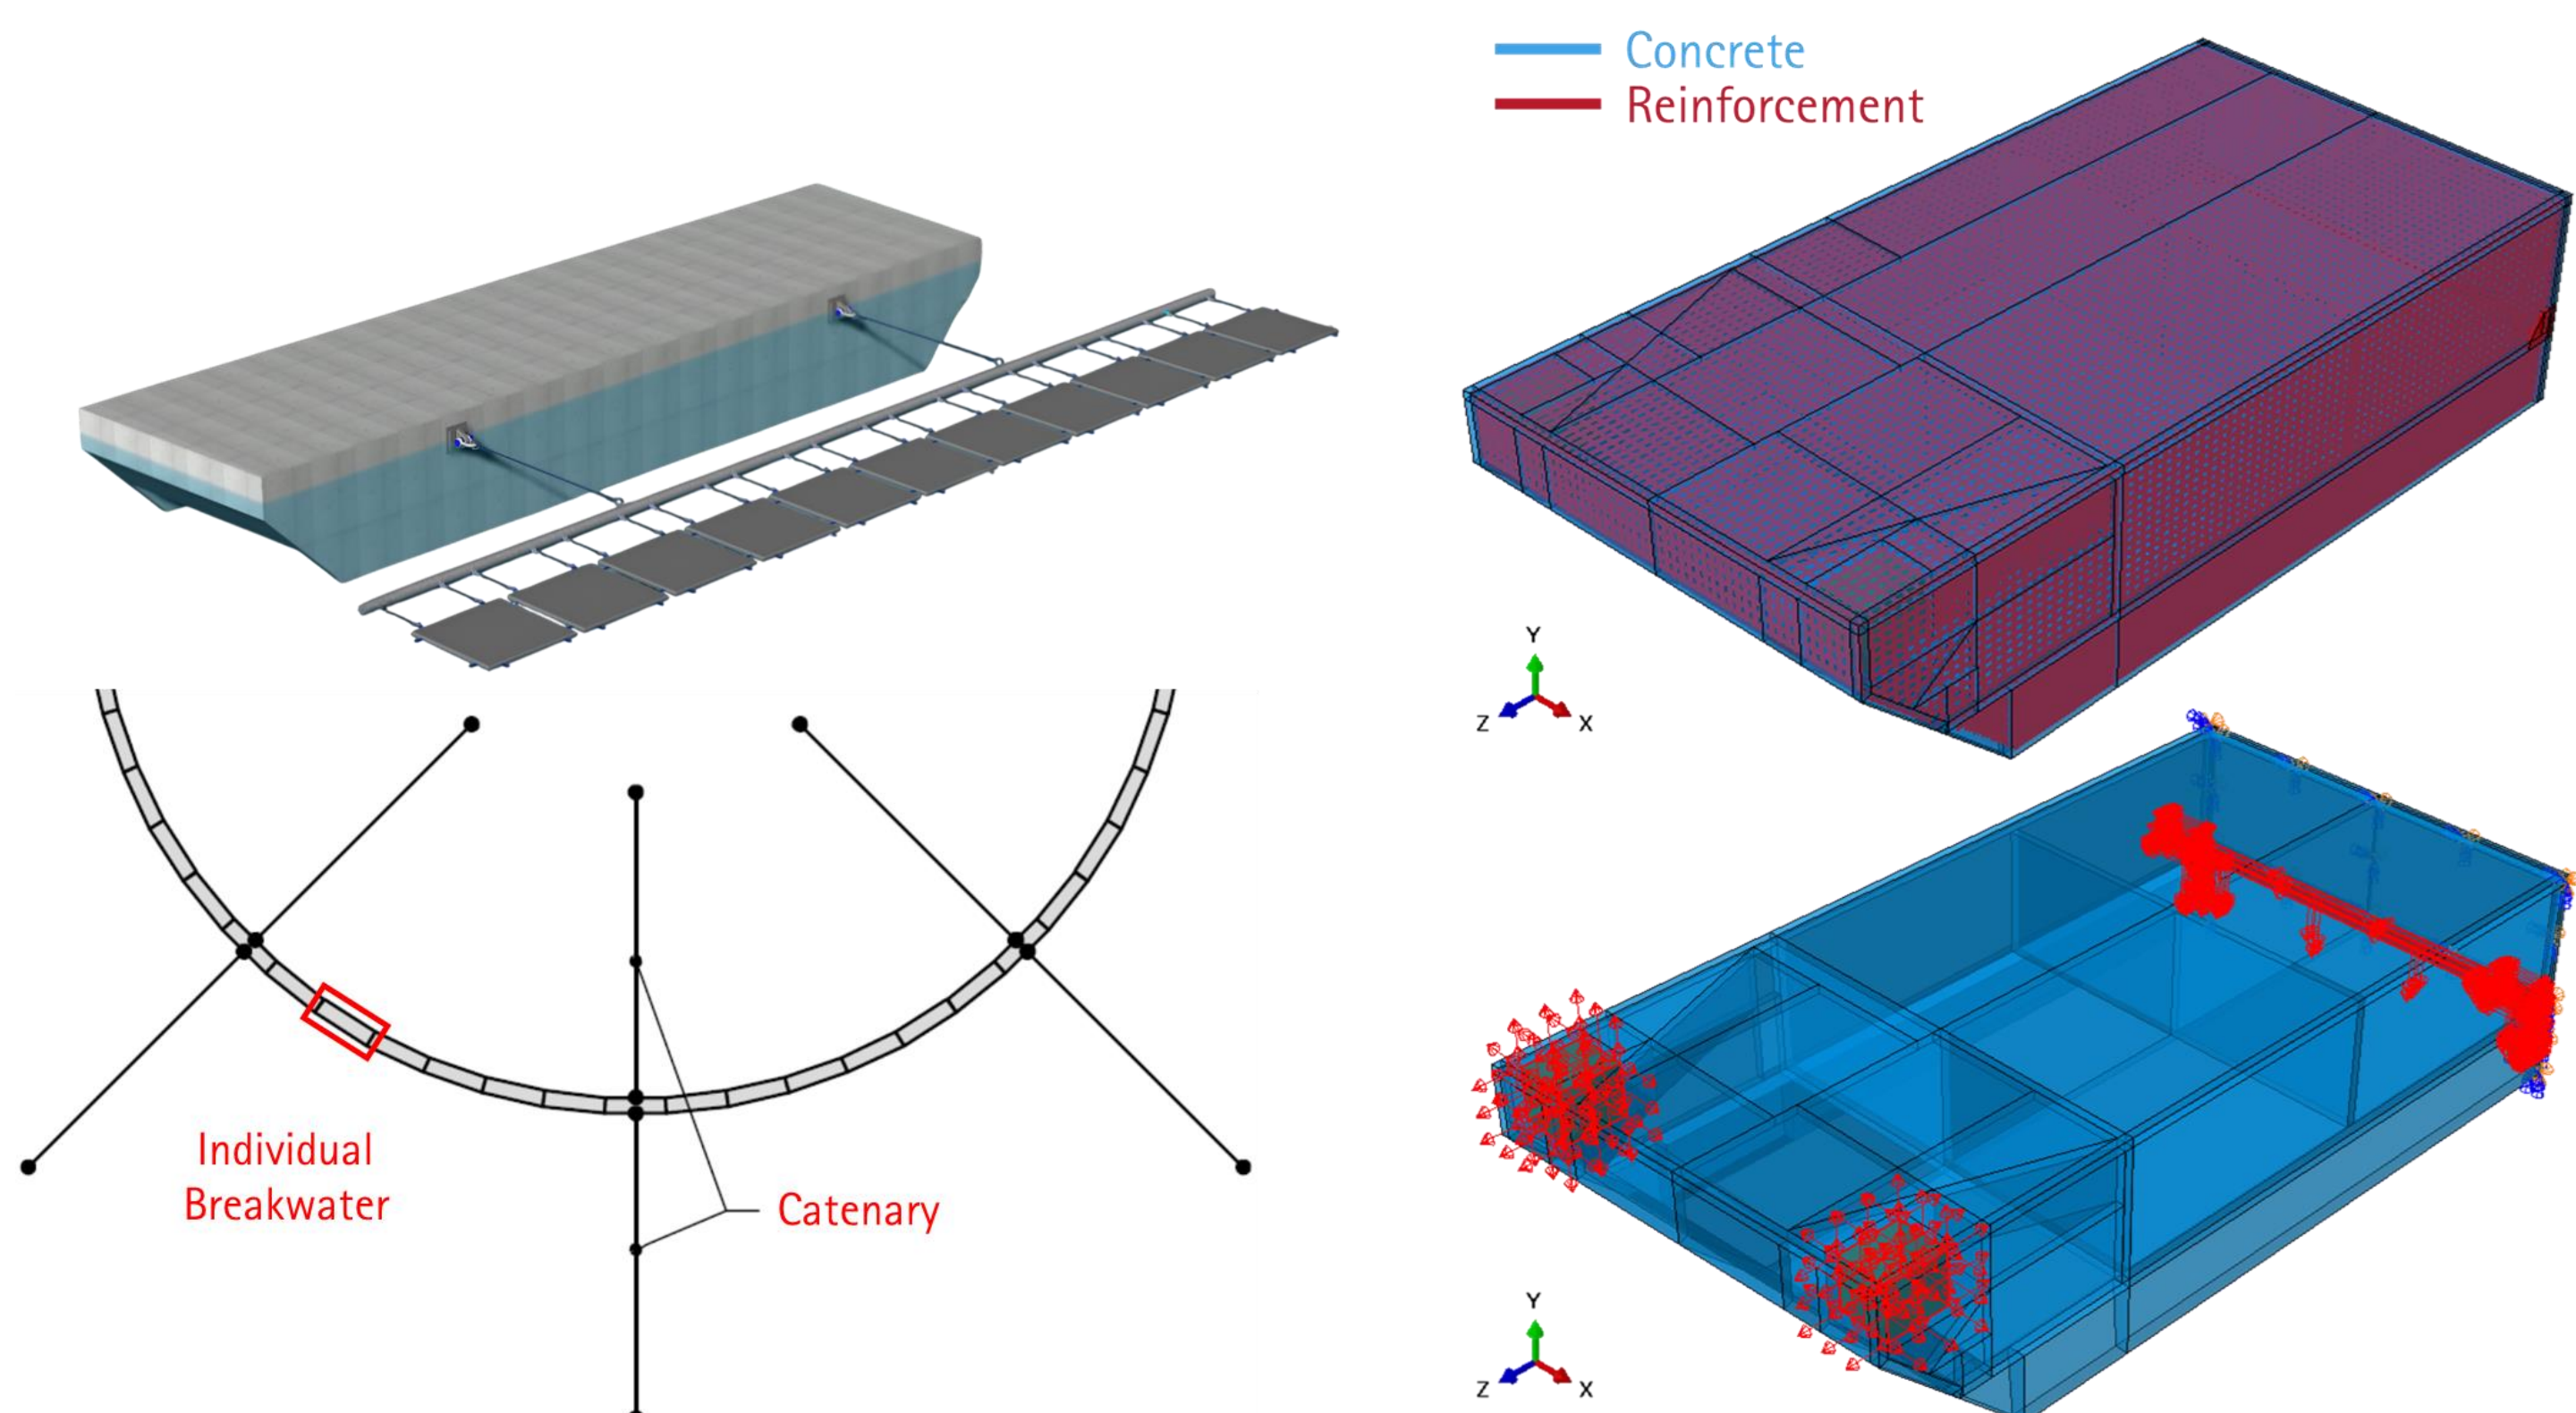 Concrete
Reinforcement
Y
Z
X
Individual
Breakwater
Catenary
Y
Z
X